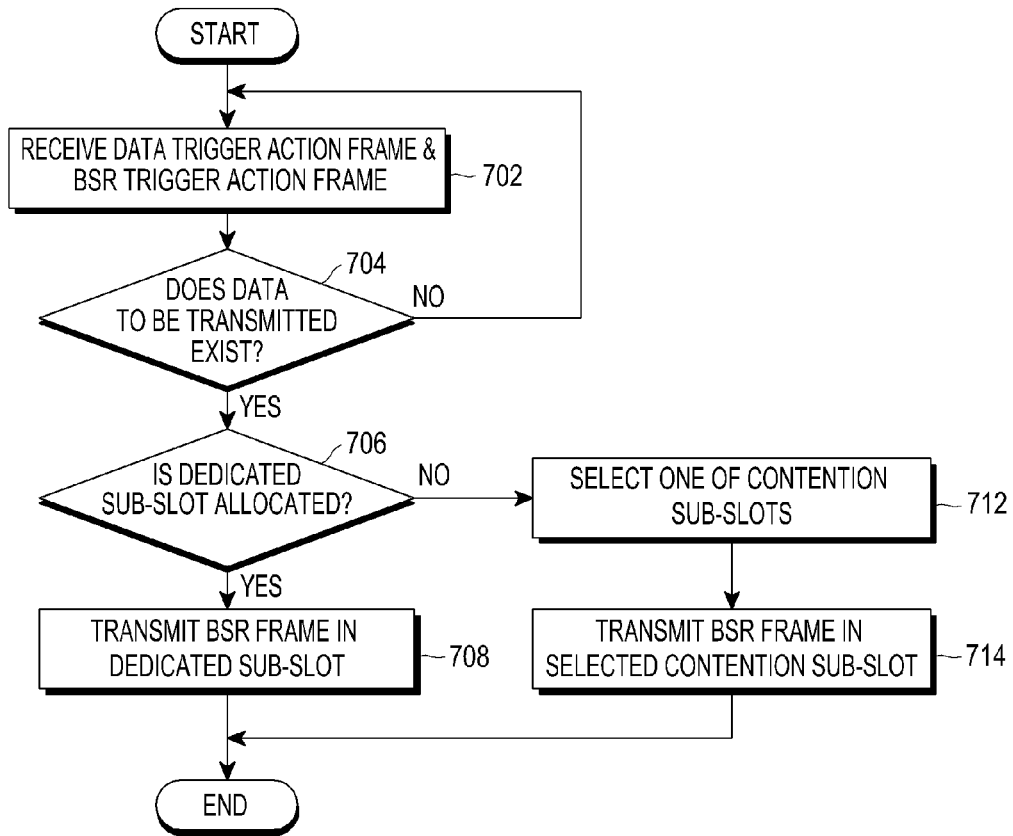 START
RECEIVE DATA TRIGGER ACTION FRAME &
BSR TRIGGER ACTION FRAME
702
704
DOES DATA
TO BE TRANSMITTED
EXIST?
NO
YES
706
IS DEDICATED
SUB-SLOT ALLOCATED?
NO
SELECT ONE OF CONTENTION
SUB-SLOTS
712
YES
TRANSMIT BSR FRAME IN
DEDICATED SUB-SLOT
708
TRANSMIT BSR FRAME IN
SELECTED CONTENTION SUB-SLOT
714
END